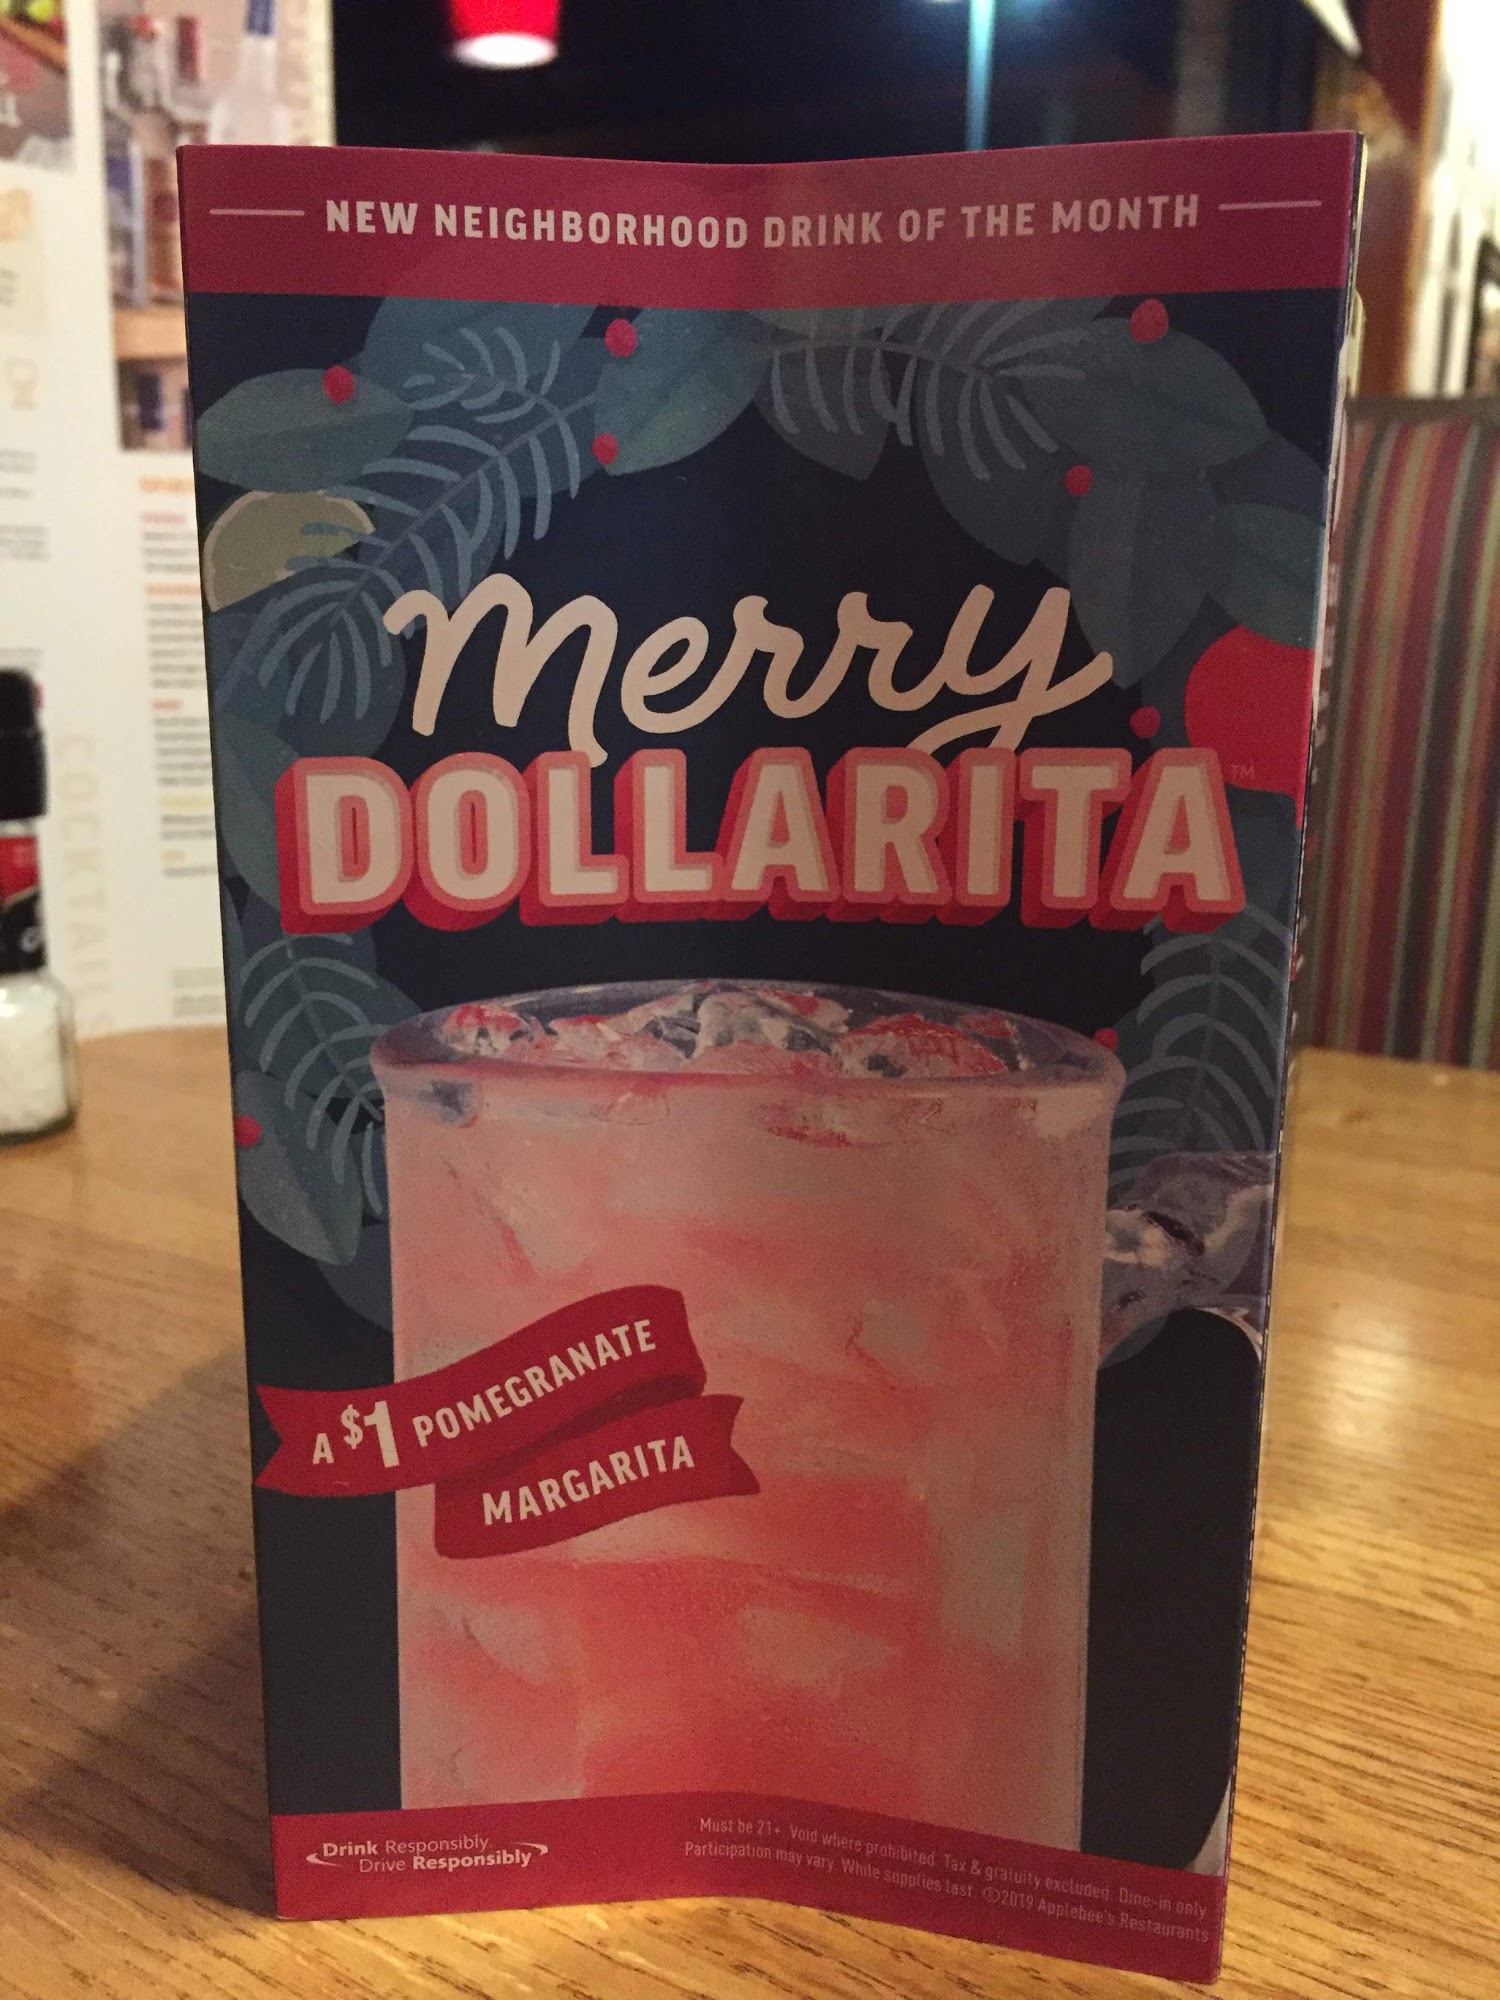 NEW NEIGHBORHOOD DRINK OF THE MONTH
Merry
DOLLARITA™
A $1 POMEGRANATE
MARGARITA
Drink Responsibly
Drive Responsibly
Must be 21+. Void where prohibited. Tax & gratuity excluded. Dine-in only
Participation may vary. While supplies last. ©2019 Applebee's Restaurants
COCKTAILS